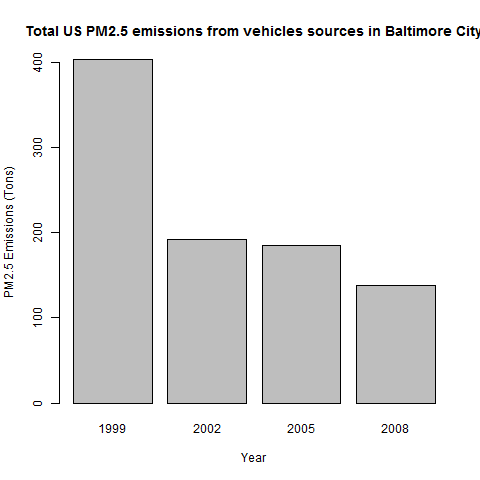 Total US PM2.5 emissions from vehicles sources in Baltimore City
PM2.5 Emissions (Tons)
400
300
200
100
0
1999 2002 2005 2008
Year